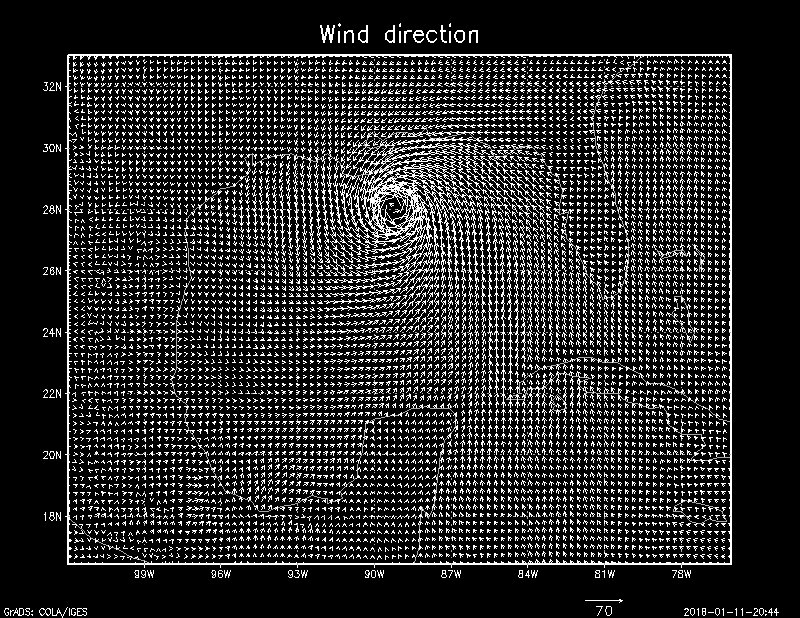 Wind direction
32N
30N
28N
26N
24N
22N
20N
18N
99W 96W 93W 90W 87W 84W 81W 78W
70
GrADS: COLA/IGES 2018-01-11-20:44